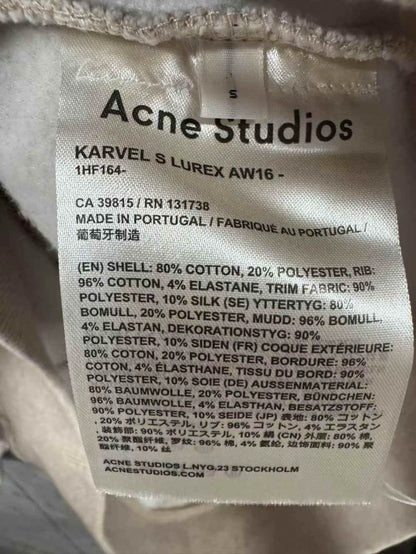 S
Acne Studios
KARVEL S LUREX AW16 -
1HF164-
CA 39815 / RN 131738
MADE IN PORTUGAL / FABRIQUÉ AU PORTUGAL /
葡萄牙制造
(EN) SHELL: 80% COTTON, 20% POLYESTER, RIB:
96% COTTON, 4% ELASTANE, TRIM FABRIC: 90%
POLYESTER, 10% SILK (SE) YTTERTYG: 80%
BOMULL, 20% POLYESTER, MUDD: 96% BOMULL,
4% ELASTAN, DEKORATIONSTYG: 90%
POLYESTER, 10% SIDEN (FR) COQUE EXTÉRIEURE:
80% COTON, 20% POLYESTER, BORDURE: 96%
COTON, 4% ÉLASTHANE, TISSU DU BORD: 90%
POLYESTER, 10% SOIE (DE) AUSSENMATERIAL:
80% BAUMWOLLE, 20% POLYESTER, BÜNDCHEN:
96% BAUMWOLLE, 4% ELASTHAN, BESATZSTOFF:
90% POLYESTER, 10% SEIDE (JP) 表地: 80% コットン
, 20% ポリエステル, リブ: 96% コットン, 4% エラスタン
, 装飾部: 90% ポリエステル, 10% 絹 (CN) 外层: 80% 棉,
20% 聚酯纤维, 罗纹: 96% 棉, 4% 氨纶, 边饰面料: 90% 聚
酯纤维, 10% 丝
ACNE STUDIOS L.NYG.23 STOCKHOLM
ACNESTUDIOS.COM